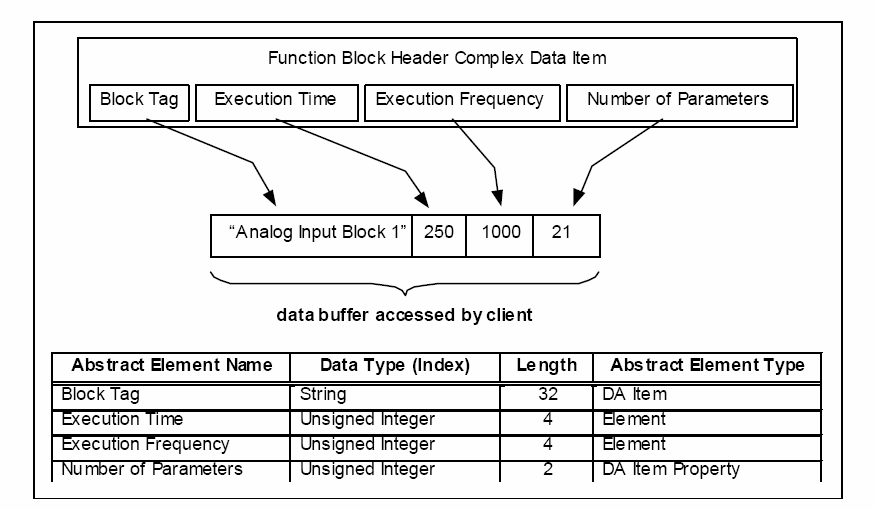 Function Block Header Complex Data Item
Block Tag Execution Time Execution Frequency Number of Parameters
“Analog Input Block 1” 250 1000 21
data buffer accessed by client
Abstract Element Name Data Type (Index) Length Abstract Element Type
Block Tag String 32 DA Item
Execution Time Unsigned Integer 4 Element
Execution Frequency Unsigned Integer 4 Element
Number of Parameters Unsigned Integer 2 DA Item Property